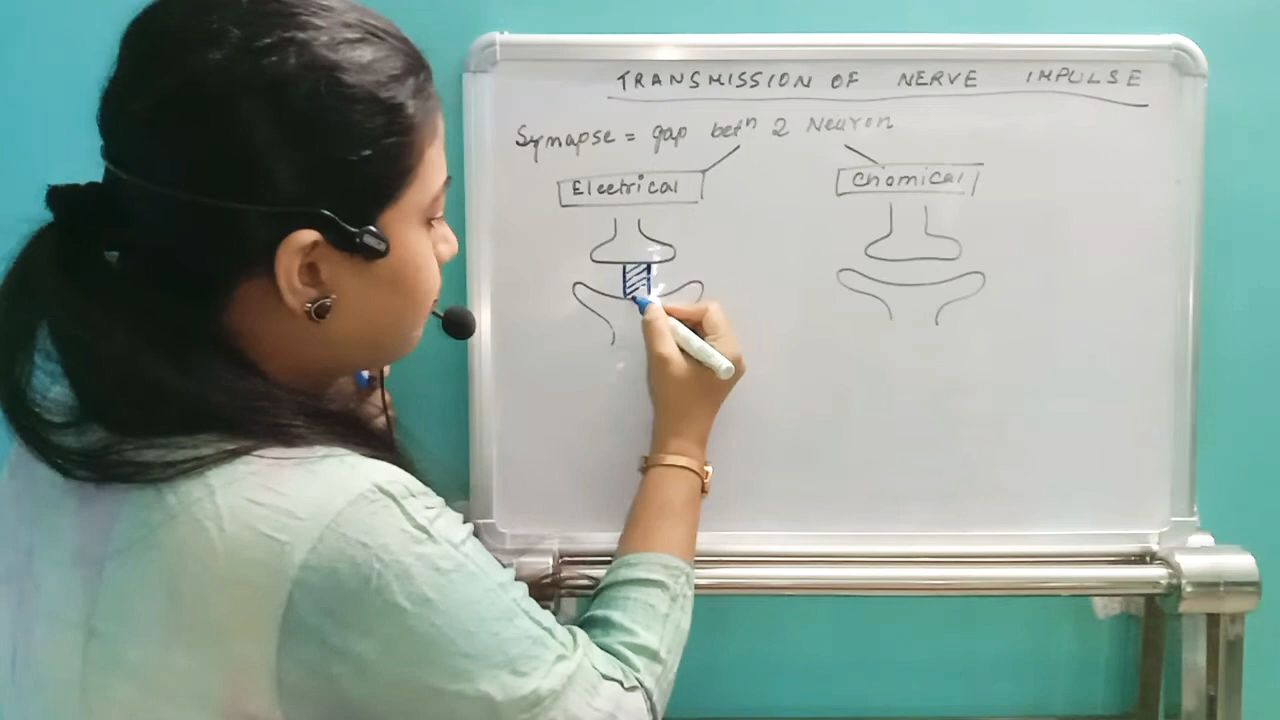 TRANSMISSION OF NERVE IMPULSE
Synapse = gap betⁿ 2 Neuron
Electrical
Chemical